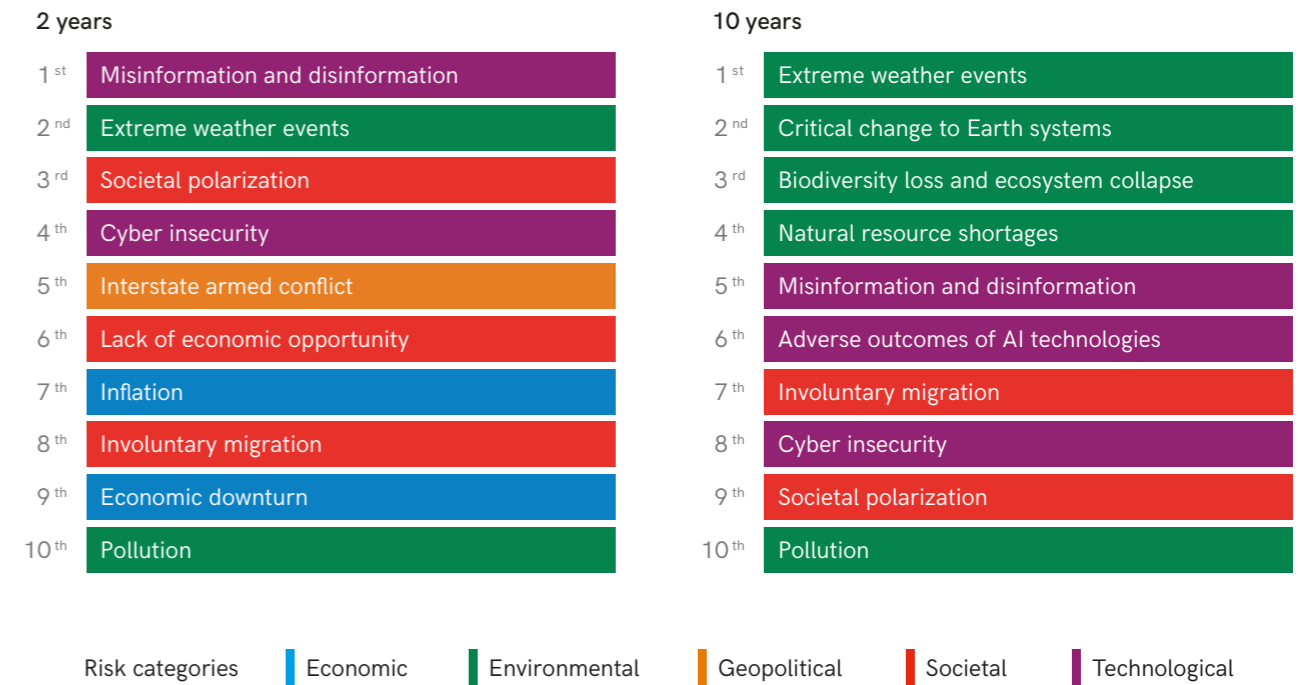 2 years
1st Misinformation and disinformation
2nd Extreme weather events
3rd Societal polarization
4th Cyber insecurity
5th Interstate armed conflict
6th Lack of economic opportunity
7th Inflation
8th Involuntary migration
9th Economic downturn
10th Pollution
10 years
1st Extreme weather events
2nd Critical change to Earth systems
3rd Biodiversity loss and ecosystem collapse
4th Natural resource shortages
5th Misinformation and disinformation
6th Adverse outcomes of AI technologies
7th Involuntary migration
8th Cyber insecurity
9th Societal polarization
10th Pollution
Risk categories Economic Environmental Geopolitical Societal Technological